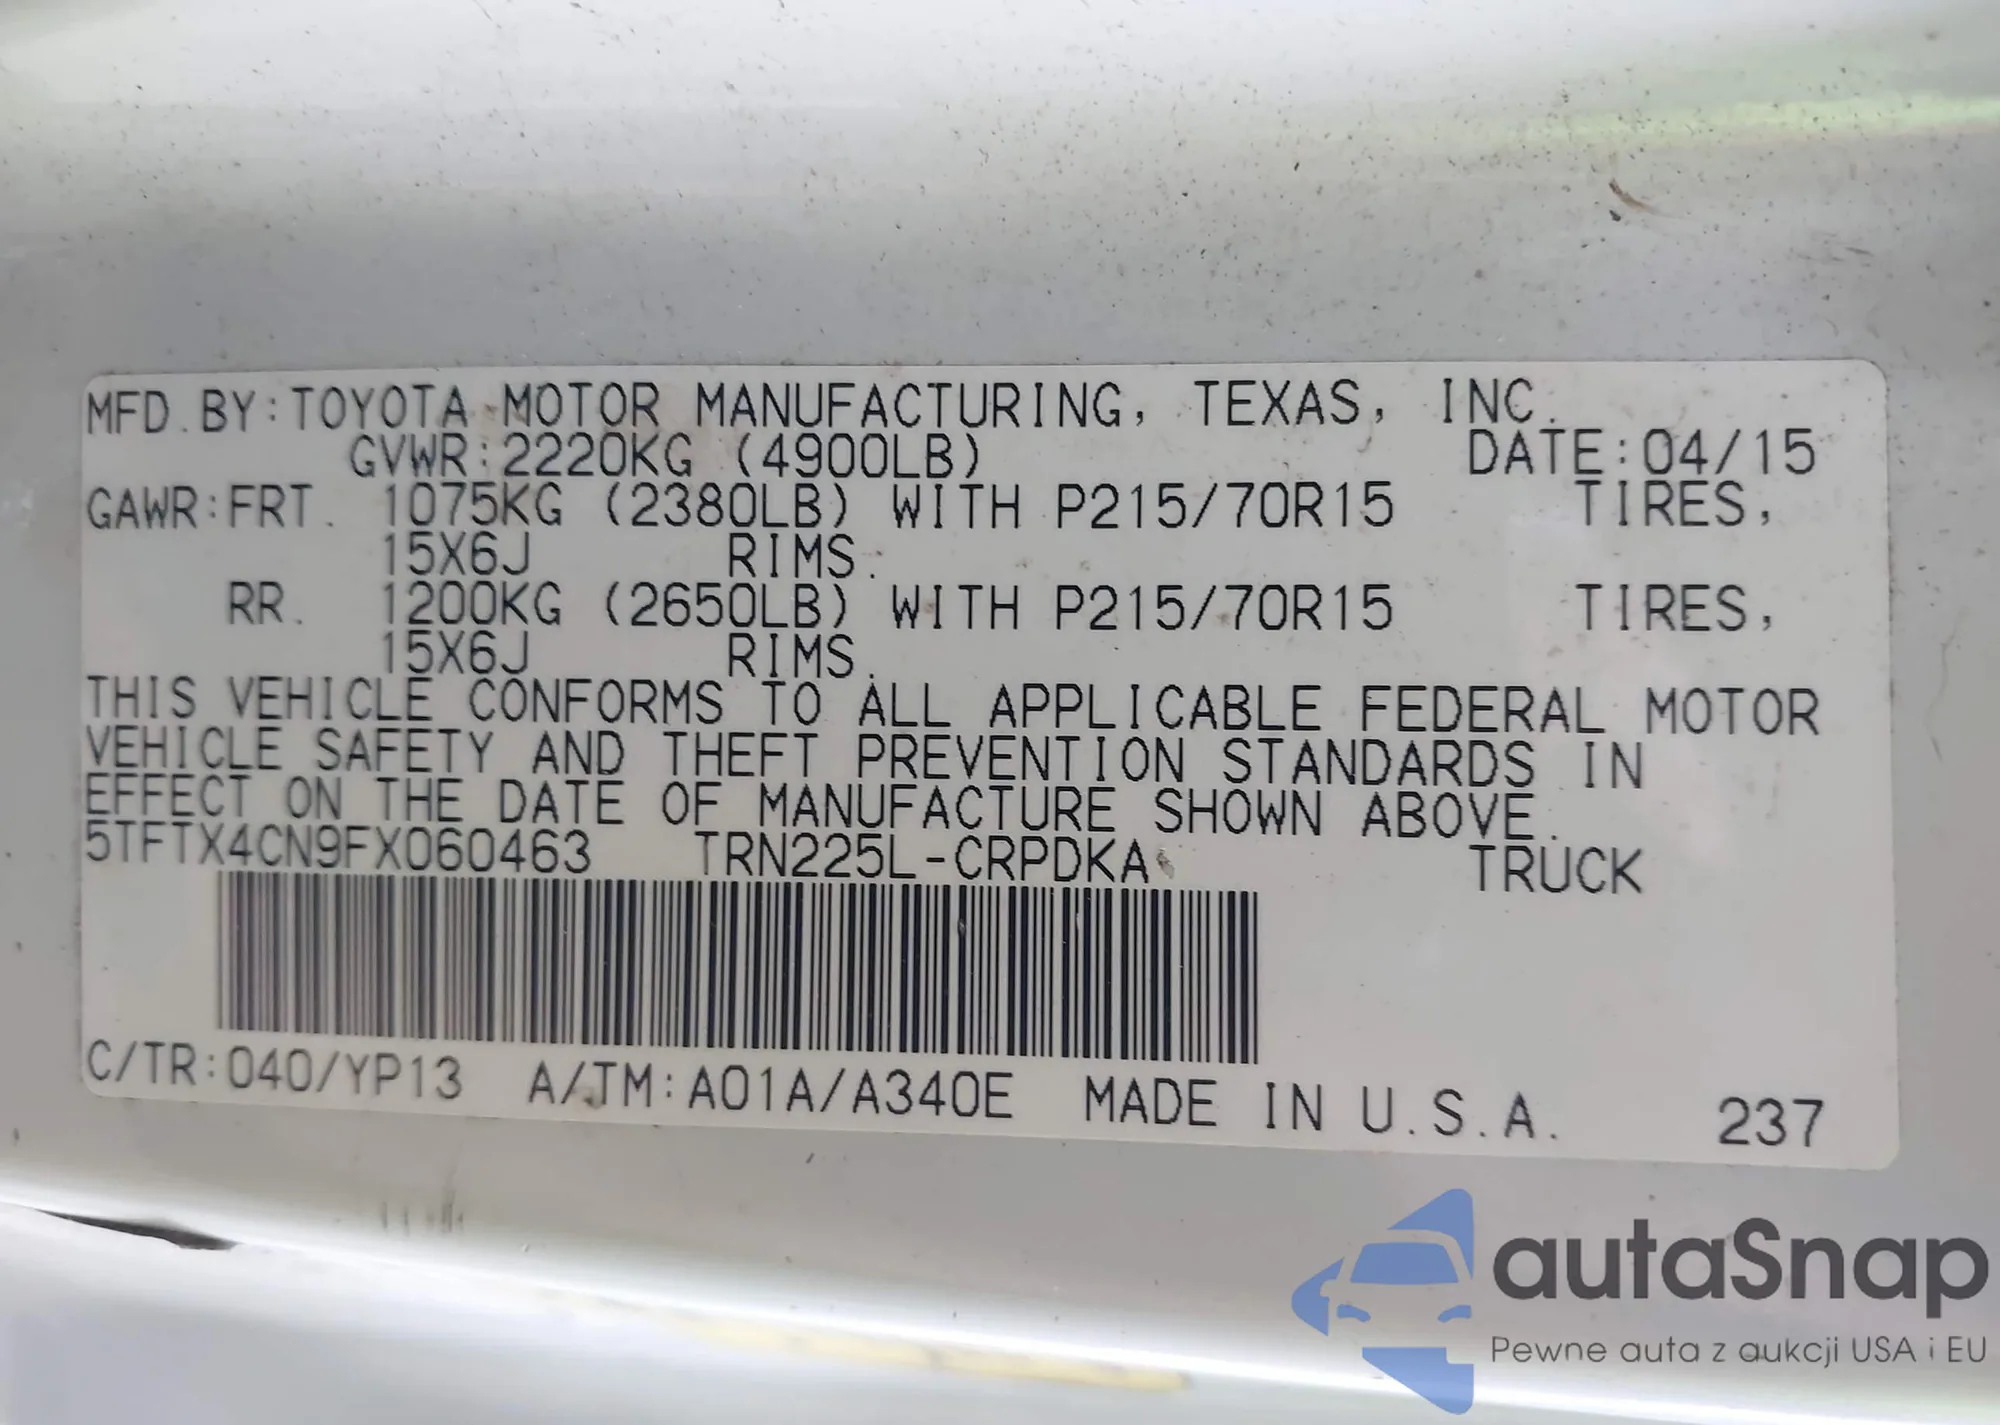 MFD.BY:TOYOTA MOTOR MANUFACTURING, TEXAS, INC.
GVWR:2220KG (4900LB) DATE:04/15
GAWR:FRT. 1075KG (2380LB) WITH P215/70R15 TIRES,
15X6J RIMS.
RR. 1200KG (2650LB) WITH P215/70R15 TIRES,
15X6J RIMS.
THIS VEHICLE CONFORMS TO ALL APPLICABLE FEDERAL MOTOR
VEHICLE SAFETY AND THEFT PREVENTION STANDARDS IN
EFFECT ON THE DATE OF MANUFACTURE SHOWN ABOVE.
5TFTX4CN9FX060463 TRN225L-CRPDKA TRUCK
C/TR:040/YP13 A/TM:A01A/A340E MADE IN U.S.A. 237
autaSnap
Pewne auta z aukcji USA i EU